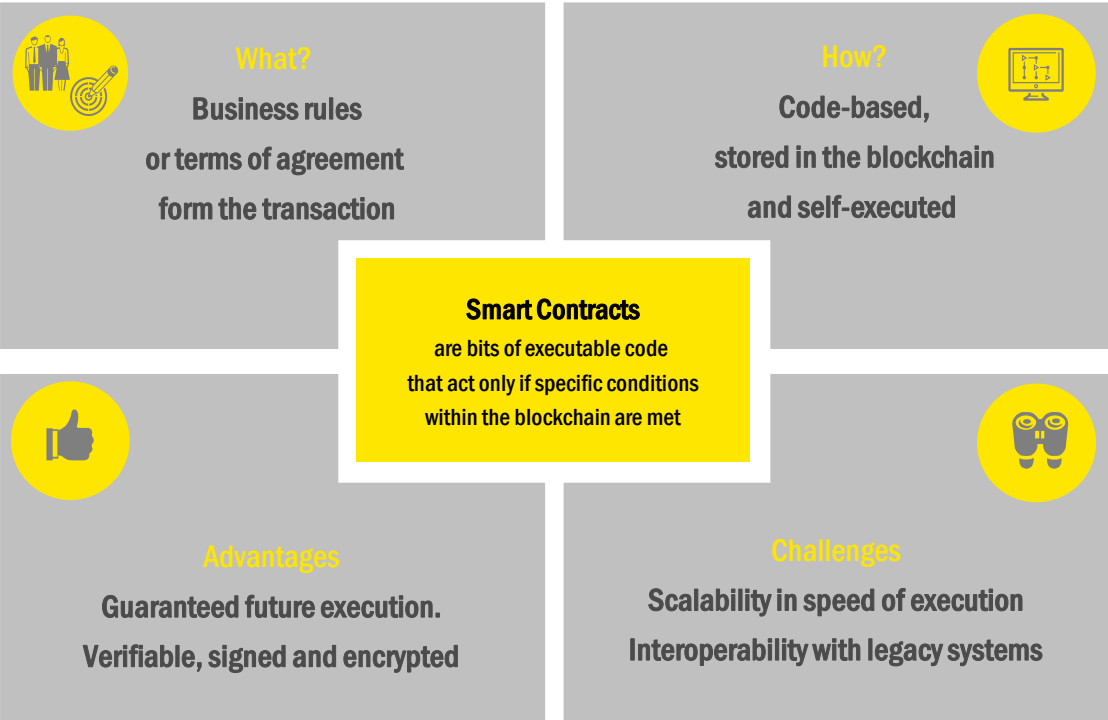 What?
Business rules
or terms of agreement
form the transaction
How?
Code-based,
stored in the blockchain
and self-executed
Smart Contracts
are bits of executable code
that act only if specific conditions
within the blockchain are met
Advantages
Guaranteed future execution.
Verifiable, signed and encrypted
Challenges
Scalability in speed of execution
Interoperability with legacy systems